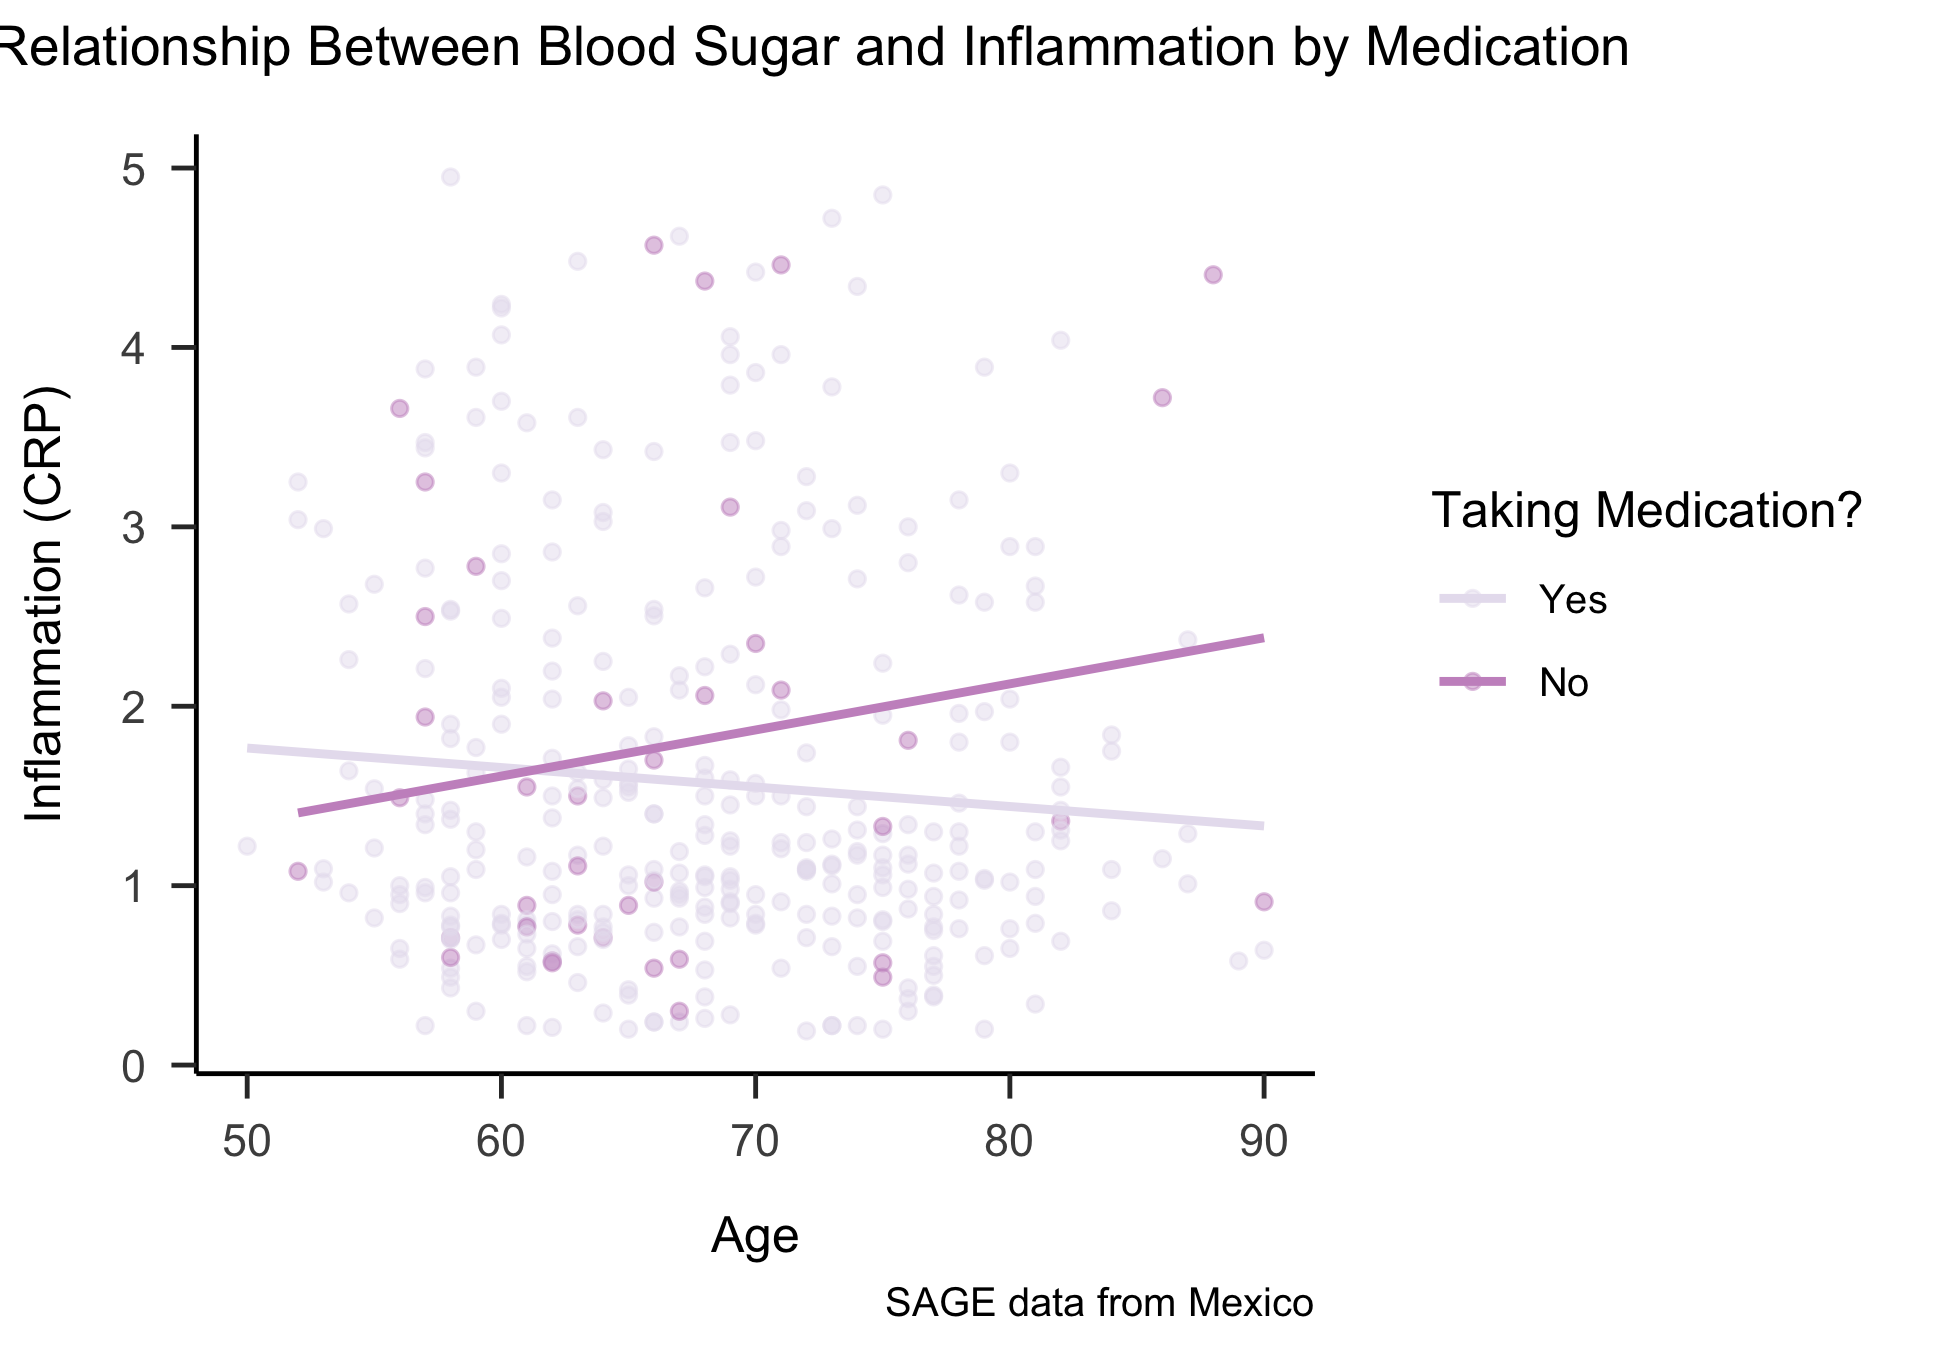 Relationship Between Blood Sugar and Inflammation by Medication
5
4
3
2
1
0
Inflammation (CRP)
50 60 70 80 90
Age
SAGE data from Mexico
Taking Medication?
Yes
No